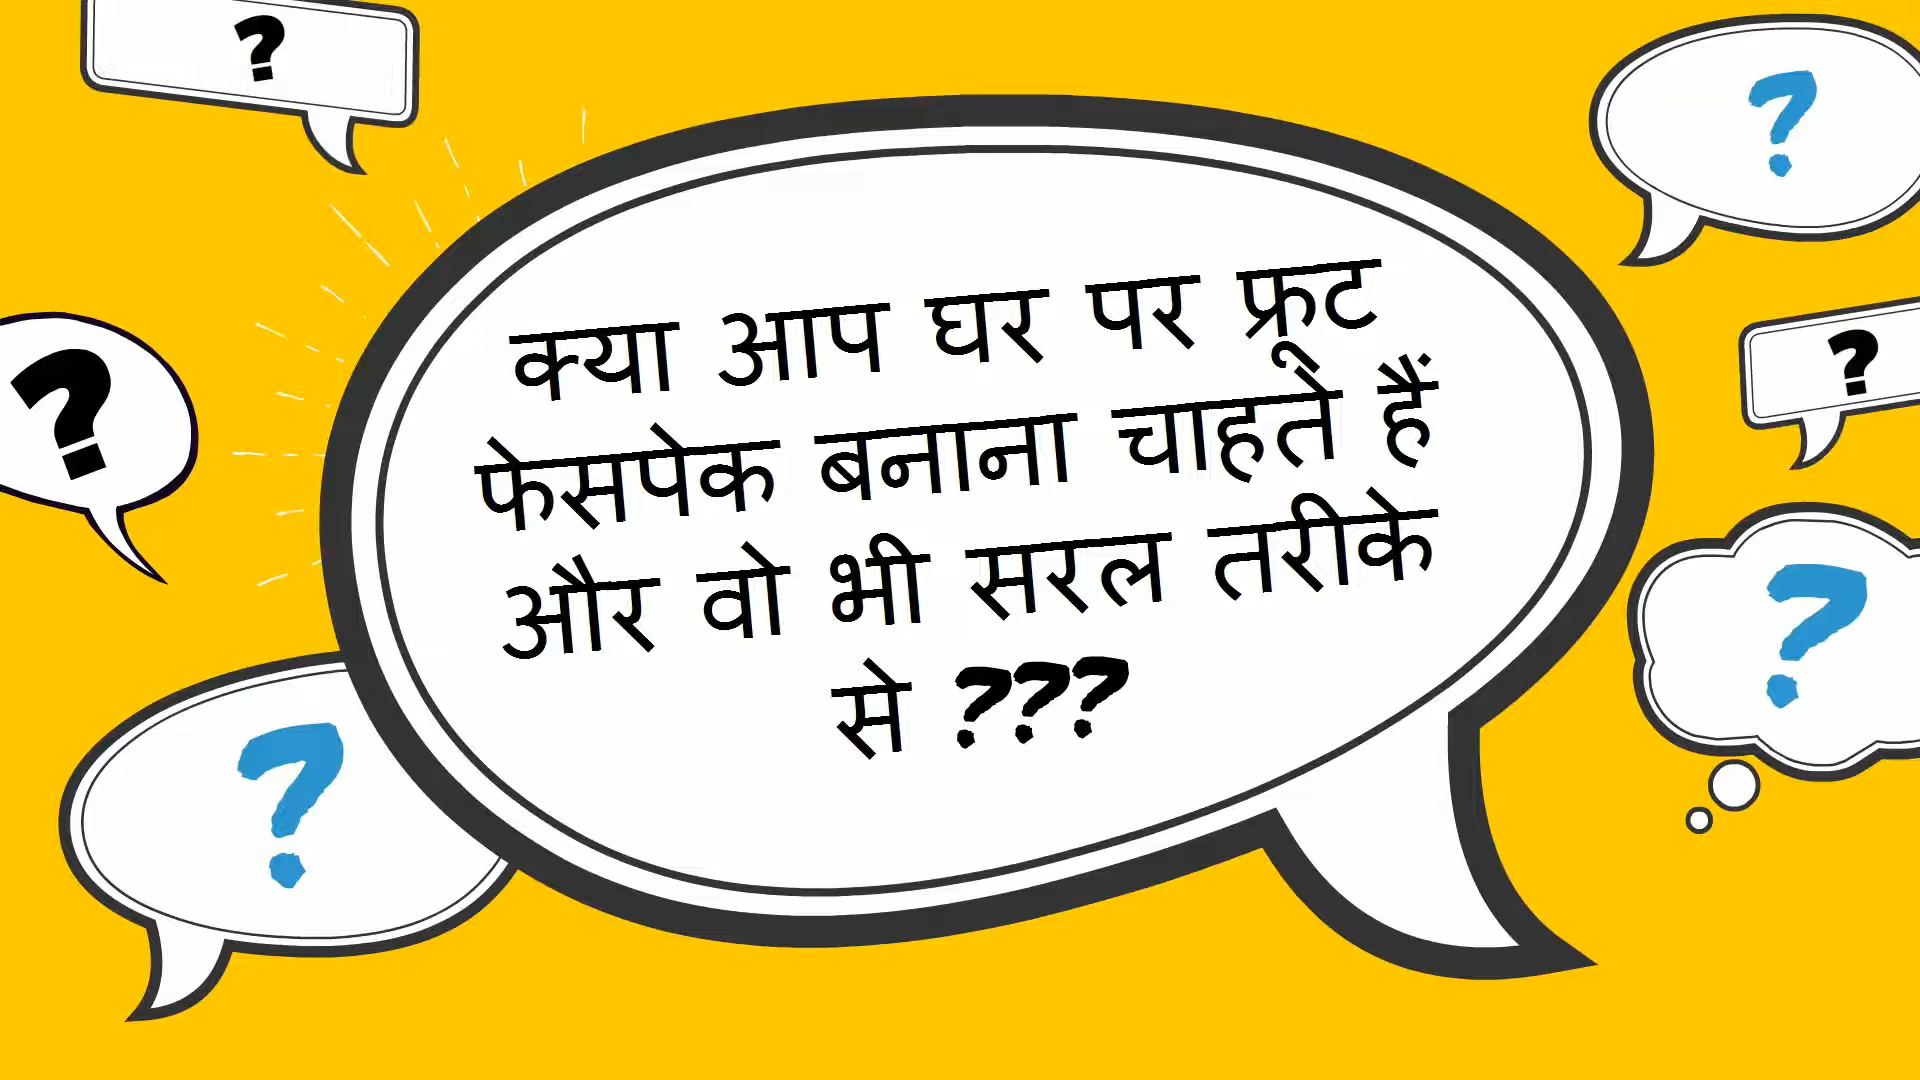 ?
?
क्या आप घर पर फ्रूट
फेसपेक बनाना चाहते हैं
और वो भी सरल तरीके
से ???
?
?
?
?